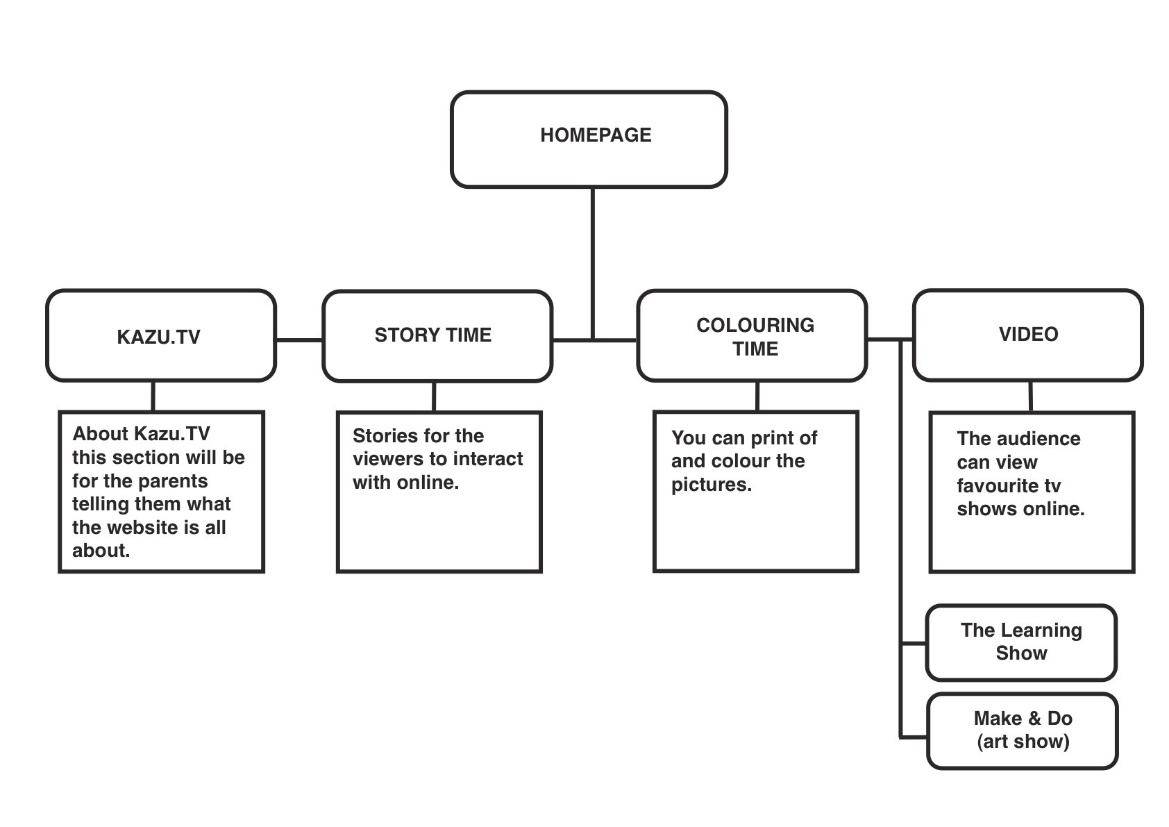 HOMEPAGE
KAZU.TV
STORY TIME
COLOURING
TIME
VIDEO
About Kazu.TV
this section will be
for the parents
telling them what
the website is all
about.
Stories for the
viewers to interact
with online.
You can print of
and colour the
pictures.
The audience
can view
favourite tv
shows online.
The Learning
Show
Make & Do
(art show)